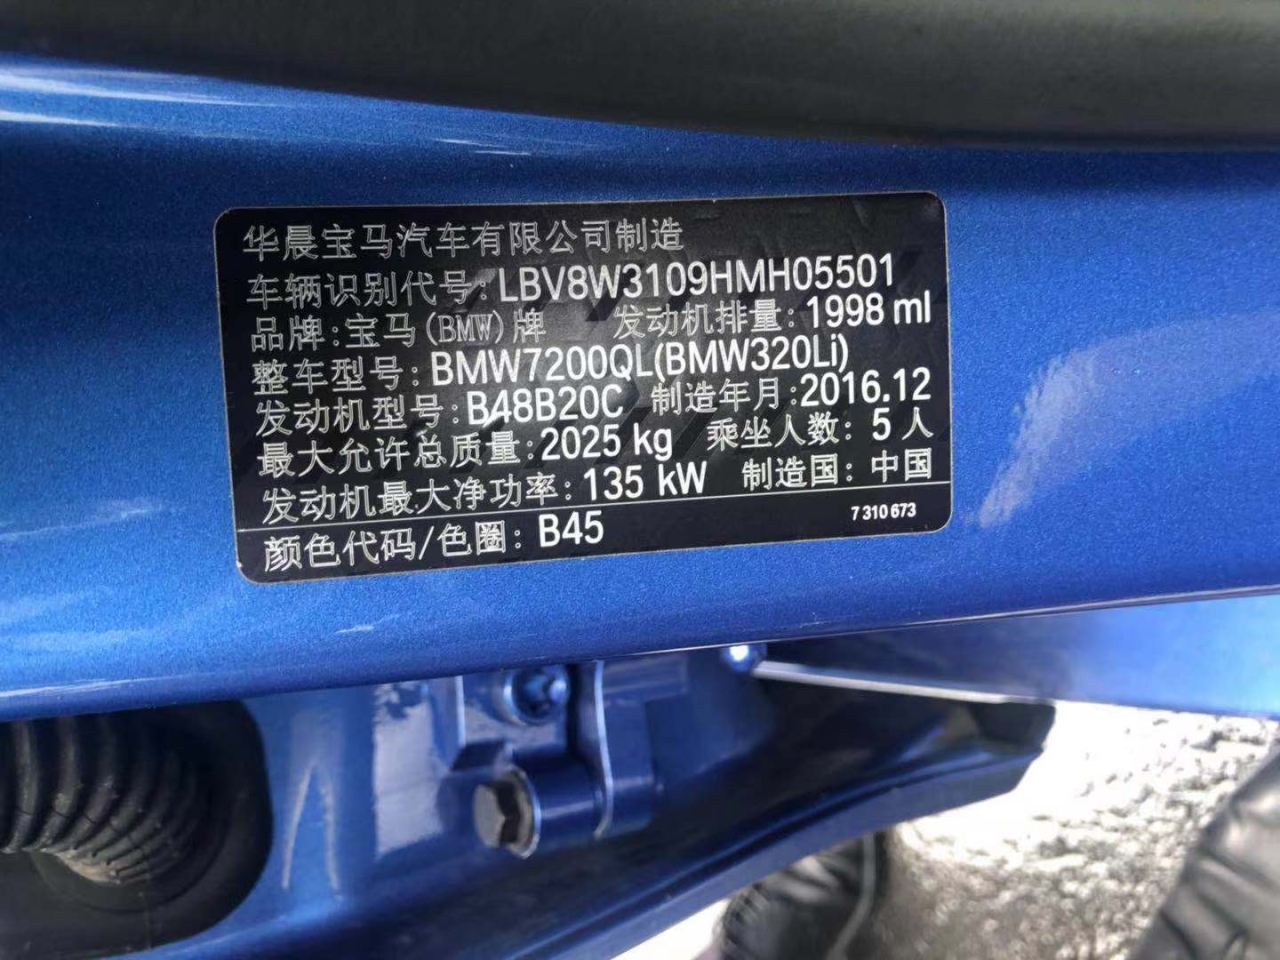 华晨宝马汽车有限公司制造
车辆识别代号:LBV8W3109HMH05501
品牌:宝马(BMW)牌 发动机排量:1998 ml
整车型号:BMW7200QL(BMW320Li)
发动机型号:B48B20C 制造年月:2016.12
最大允许总质量:2025 kg 乘坐人数:5人
发动机最大净功率:135 kW 制造国:中国
颜色代码/色圈:B45 7 310 673